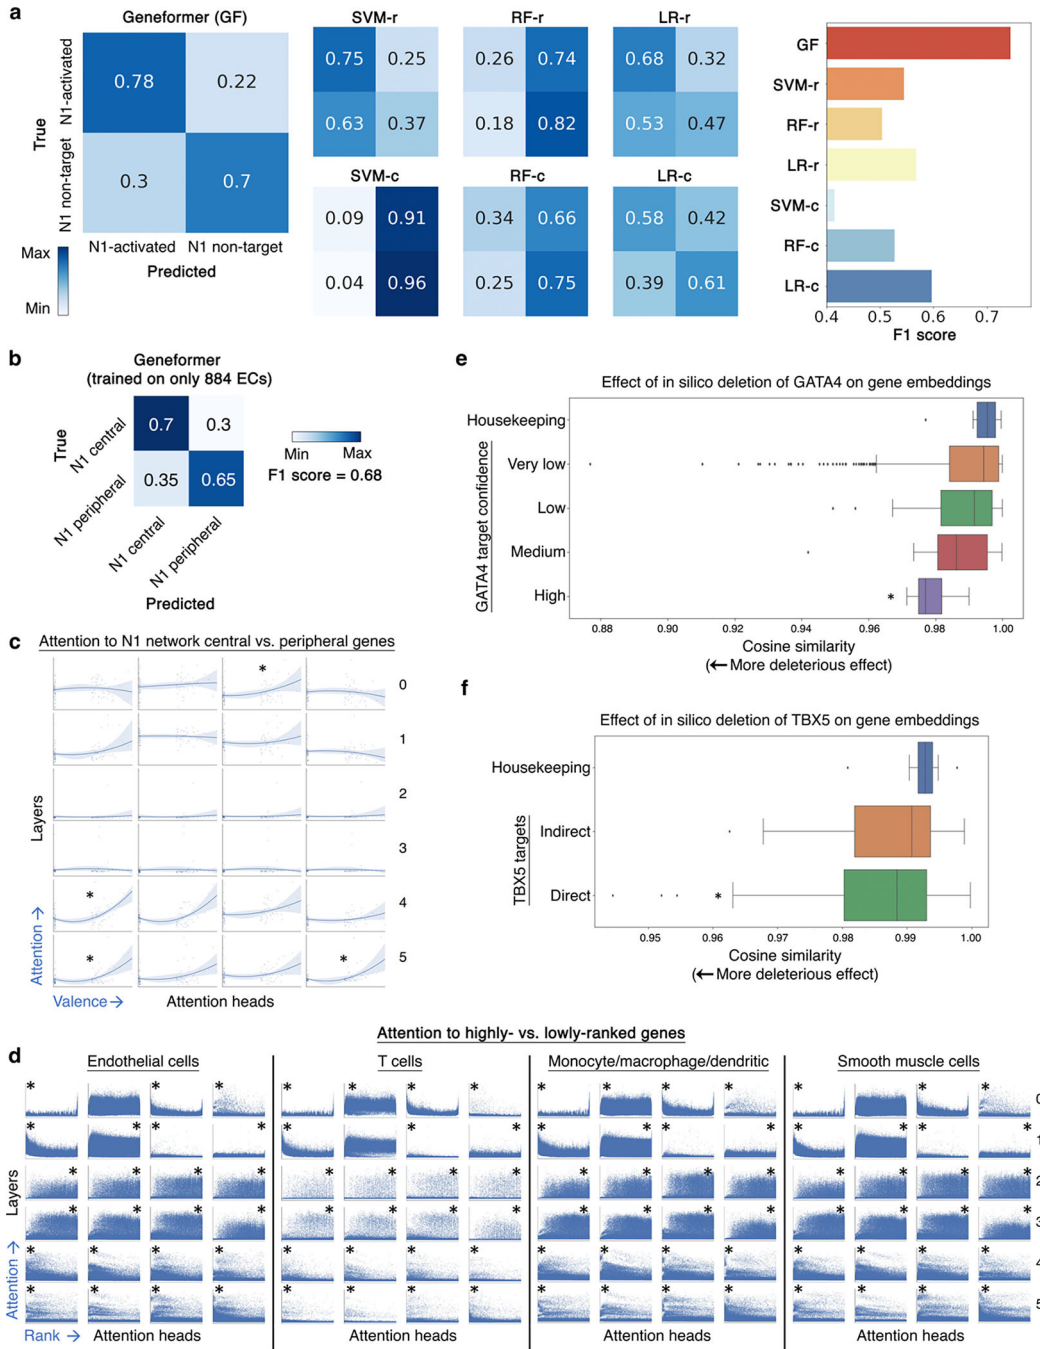 a
Geneformer (GF)
SVM-r
RF-r
LR-r
True
N1-activated
N1 non-target
0.78
0.22
0.3
0.7
N1-activated
N1 non-target
Predicted
Max
Min
0.75
0.25
0.63
0.37
0.26
0.74
0.18
0.82
0.68
0.32
0.53
0.47
SVM-c
RF-c
LR-c
0.09
0.91
0.04
0.96
0.34
0.66
0.25
0.75
0.58
0.42
0.39
0.61
GF
SVM-r
RF-r
LR-r
SVM-c
RF-c
LR-c
0.4
0.5
0.6
0.7
F1 score
b
Geneformer
(trained on only 884 ECs)
True
N1 central
N1 peripheral
0.7
0.3
0.35
0.65
N1 central
N1 peripheral
Predicted
Min
Max
F1 score = 0.68
e
Effect of in silico deletion of GATA4 on gene embeddings
GATA4 target confidence
Housekeeping
Very low
Low
Medium
High
*
0.88
0.90
0.92
0.94
0.96
0.98
1.00
Cosine similarity
(← More deleterious effect)
c
Attention to N1 network central vs. peripheral genes
*
0
1
2
3
*
4
*
*
5
Layers
Attention →
Valence →
Attention heads
f
Effect of in silico deletion of TBX5 on gene embeddings
TBX5 targets
Housekeeping
Indirect
Direct
*
0.95
0.96
0.97
0.98
0.99
1.00
Cosine similarity
(← More deleterious effect)
d
Attention to highly- vs. lowly-ranked genes
Endothelial cells
T cells
Monocyte/macrophage/dendritic
Smooth muscle cells
* * * * * * * * * * * * * * * *
0
* * * * * * * * * * * * * * * *
1
* * * * * * * * * * * * * * * *
2
* * * * * * * * * * * * * * * *
3
* * * * * * * * * * * * * * * *
4
* * * * * * * * * * * * * * * *
5
Layers
Attention →
Rank →
Attention heads
Attention heads
Attention heads
Attention heads